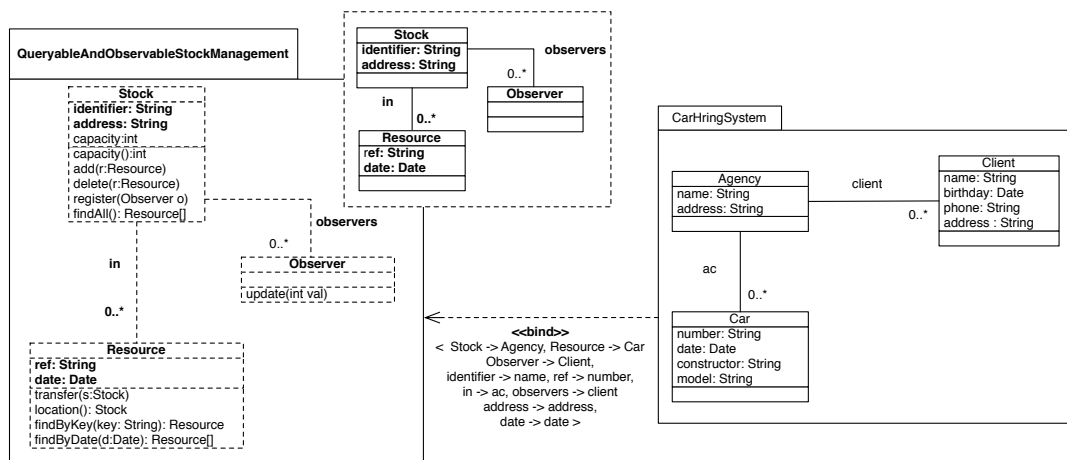 QueryableAndObservableStockManagement
Stock
identifier: String
address: String
capacity:int
capacity():int
add(r:Resource)
delete(r:Resource)
register(Observer o)
findAll(): Resource[]
observers
0..*
in
Observer
update(int val)
0..*
Resource
ref: String
date: Date
transfer(s:Stock)
location(): Stock
findByKey(key: String): Resource
findByDate(d:Date): Resource[]
Stock
identifier: String
address: String
observers
0..*
Observer
in
0..*
Resource
ref: String
date: Date
<<bind>>
< Stock -> Agency, Resource -> Car
Observer -> Client,
identifier -> name, ref -> number,
in -> ac, observers -> client
address -> address,
date -> date >
CarHringSystem
Agency
name: String
address: String
client
0..*
Client
name: String
birthday: Date
phone: String
address : String
ac
0..*
Car
number: String
date: Date
constructor: String
model: String